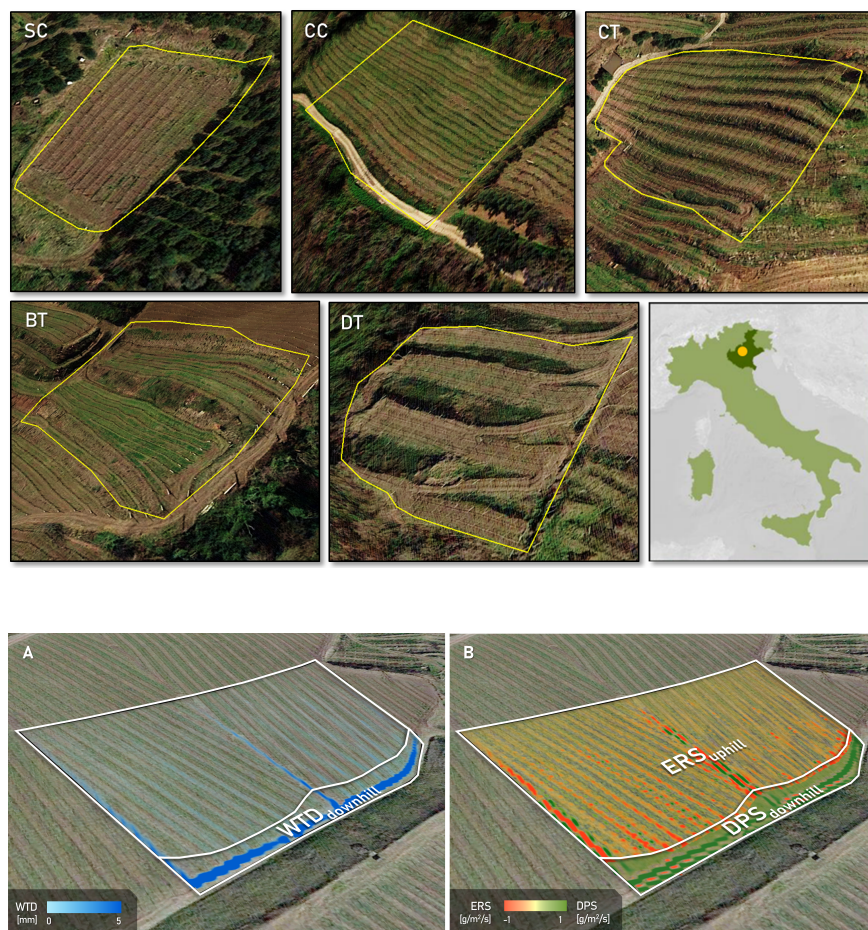 SC
CC
CT
BT
DT
A
WTD downhill
WTD
[mm]
0
5
B
ERS uphill
DPS downhill
ERS
[g/m²/s]
-1
1
DPS
[g/m²/s]